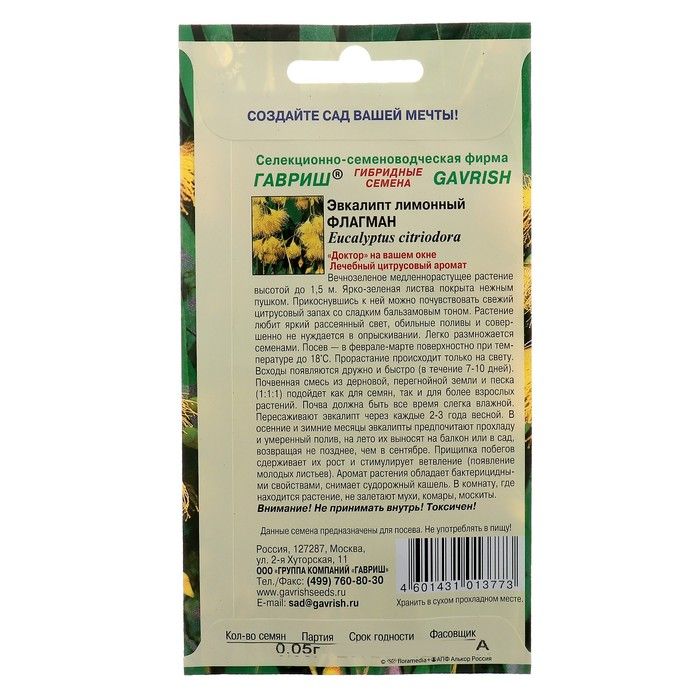 СОЗДАЙТЕ САД ВАШЕЙ МЕЧТЫ!
Селекционно-семеноводческая фирма
ГАВРИШ® ГИБРИДНЫЕ СЕМЕНА GAVRISH
Эвкалипт лимонный
ФЛАГМАН
Eucalyptus citriodora
«Доктор» на вашем окне
Лечебный цитрусовый аромат
Вечнозеленое медленнорастущее растение
высотой до 1,5 м. Ярко-зеленая листва покрыта нежным
пушком. Прикоснувшись к ней можно почувствовать свежий
цитрусовый запах со сладким бальзамовым тоном. Растение
любит яркий рассеянный свет, обильные поливы и совер-
шенно не нуждается в опрыскивании. Легко размножается
семенами. Посев — в феврале-марте поверхностно при тем-
пературе до 18°С. Прорастание происходит только на свету.
Всходы появляются дружно и быстро (в течение 7-10 дней).
Почвенная смесь из дерновой, перегнойной земли и песка
(1:1:1) подойдет как для семян, так и для более взрослых
растений. Почва должна быть все время слегка влажной.
Пересаживают эвкалипт через каждые 2-3 года весной. В
осенние и зимние месяцы эвкалипты предпочитают прохладу
и умеренный полив, на лето их выносят на балкон или в сад,
возвращая не позднее, чем в сентябре. Прищипка побегов
сдерживает их рост и стимулирует ветвление (появление
молодых листьев). Аромат растения обладает бактерицидны-
ми свойствами, снимает судорожный кашель. В комнату, где
находится растение, не залетают мухи, комары, москиты.
Внимание! Не принимать внутрь! Токсичен!
Данные семена предназначены для посева. Не употреблять в пищу!
Россия, 127287, Москва,
ул. 2-я Хуторская, 11
ООО "ГРУППА КОМПАНИЙ "ГАВРИШ"
Тел./Факс: (499) 760-80-30
www.gavrishseeds.ru
E-mail: sad@gavrish.ru
4 601431 013773
Хранить в сухом прохладном месте.
Кол-во семян Партия Срок годности Фасовщик
0.05г А
floramedia АПФ Алькор Россия